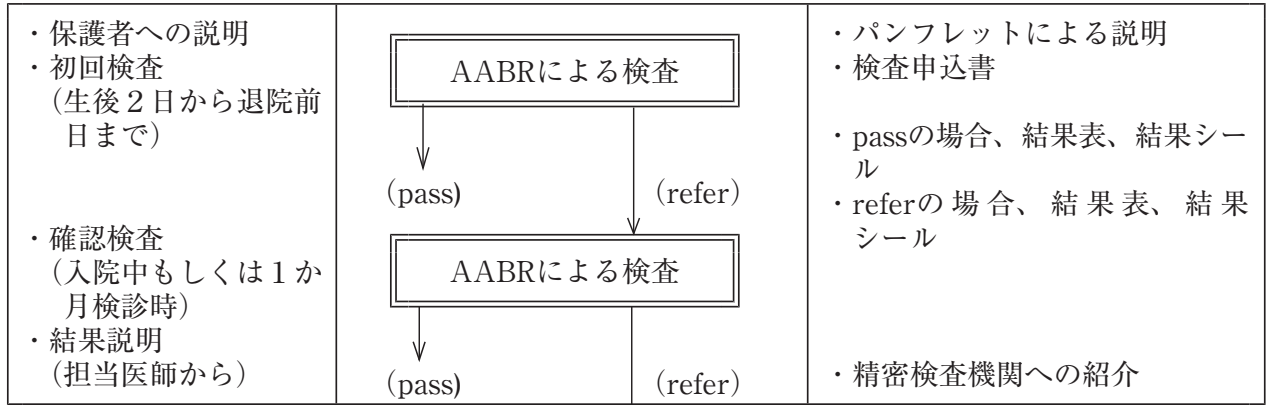 ・保護者への説明
・初回検査
（生後２日から退院前
日まで）
・確認検査
（入院中もしくは１か
月検診時）
・結果説明
（担当医師から）
AABRによる検査
（pass)
（refer）
AABRによる検査
（pass)
（refer）
・パンフレットによる説明
・検査申込書
・passの場合、結果表、結果シー
ル
・referの場合、結果表、結果
シール
・精密検査機関への紹介